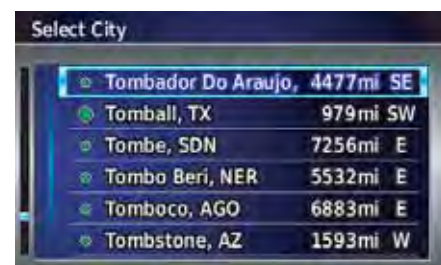 Select City
Tombador Do Araujo, 4477mi SE
Tomball, TX 979mi SW
Tombe, SDN 7256mi E
Tombo Beri, NER 5532mi E
Tomboco, AGO 6883mi E
Tombstone, AZ 1593mi W